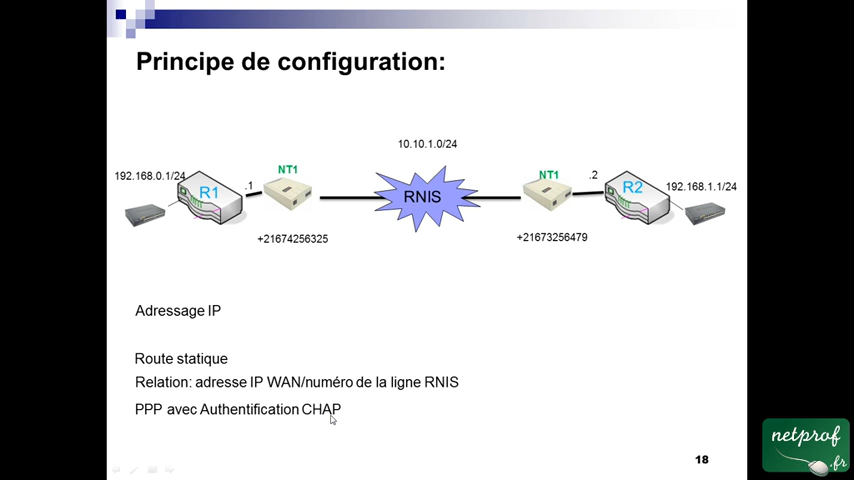 Principe de configuration:
10.10.1.0/24
192.168.0.1/24
R1
.1
NT1
RNIS
NT1
.2
R2
192.168.1.1/24
+21674256325
+21673256479
Adressage IP
Route statique
Relation: adresse IP WAN/numéro de la ligne RNIS
PPP avec Authentification CHAP
18
netprof
.fr